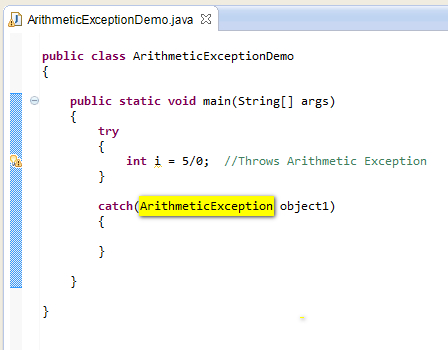 ArithmeticExceptionDemo.java
public class ArithmeticExceptionDemo
{
public static void main(String[] args)
{
try
{
int i = 5/0;  //Throws Arithmetic Exception
}
catch(ArithmeticException object1)
{
}
}
}